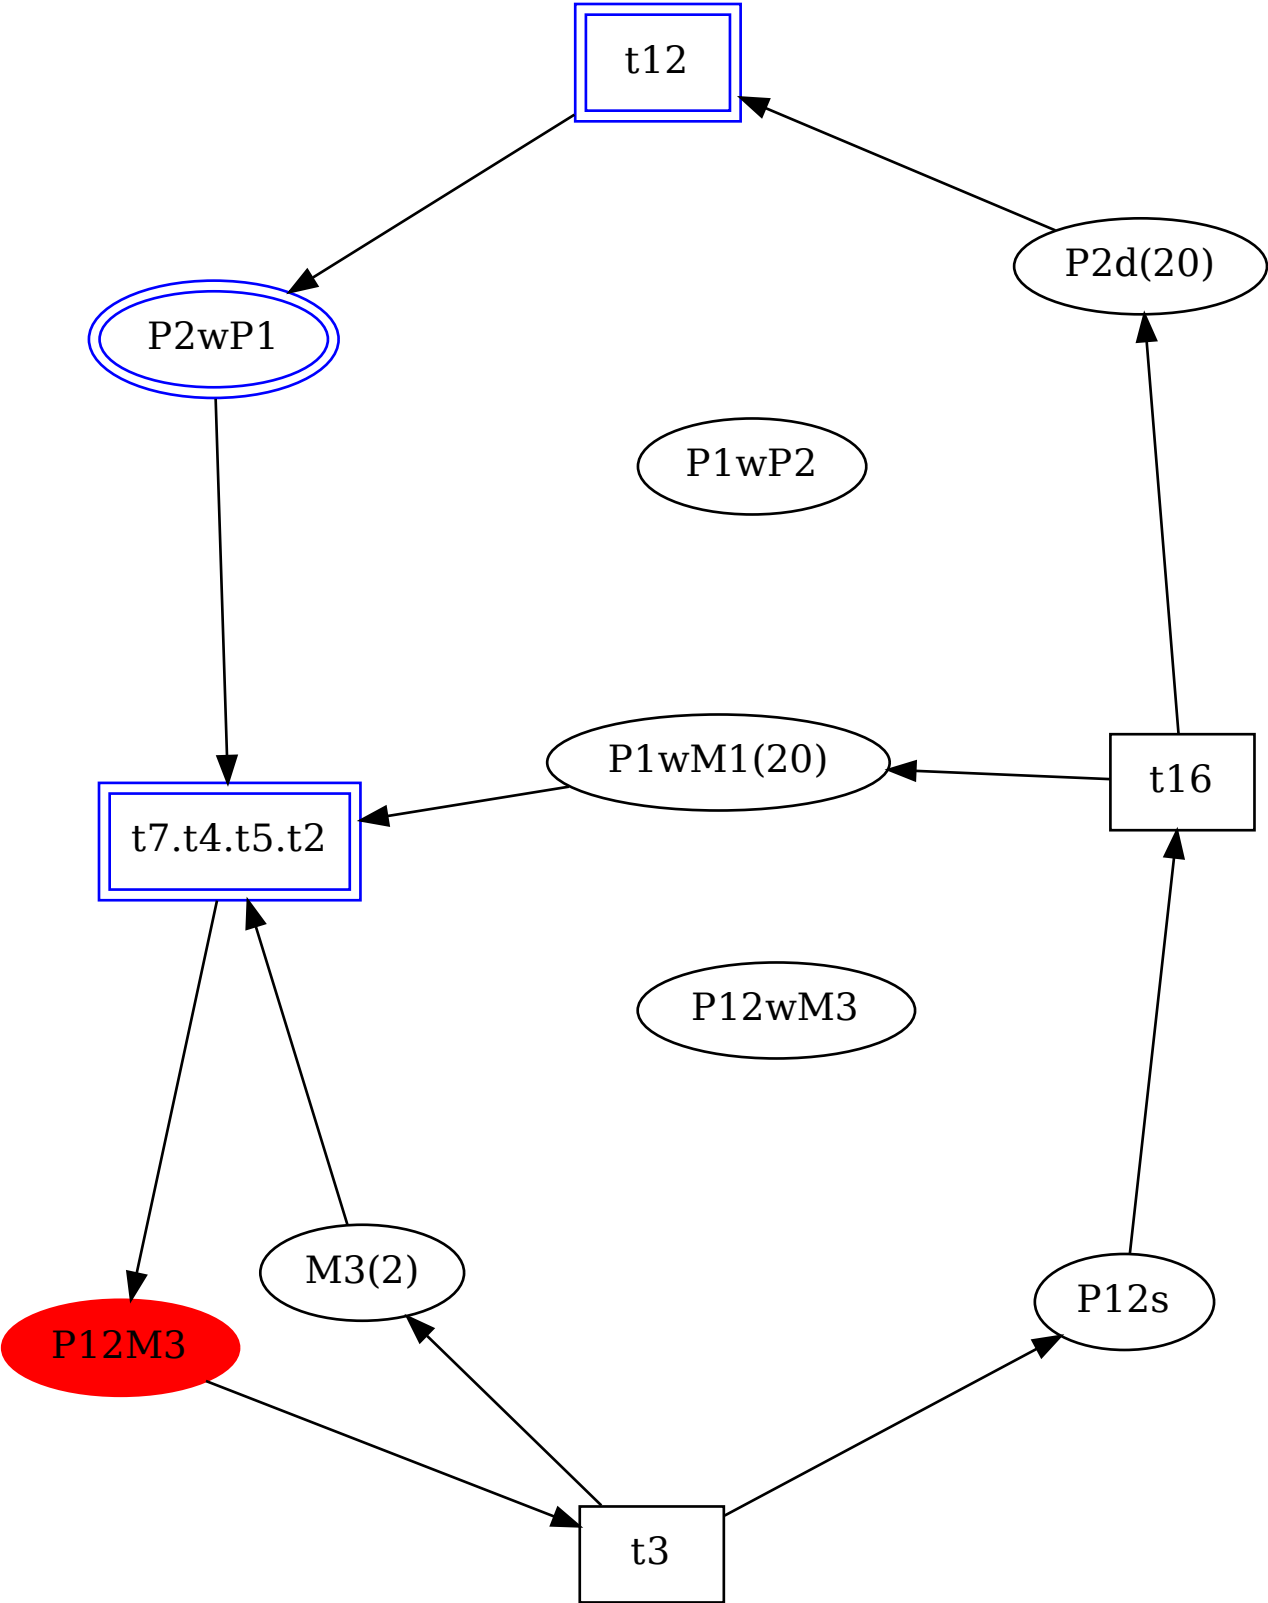 t12
P2d(20)
P2wP1
P1wP2
P1wM1(20)
t16
t7.t4.t5.t2
P12wM3
M3(2)
P12s
P12M3
t3